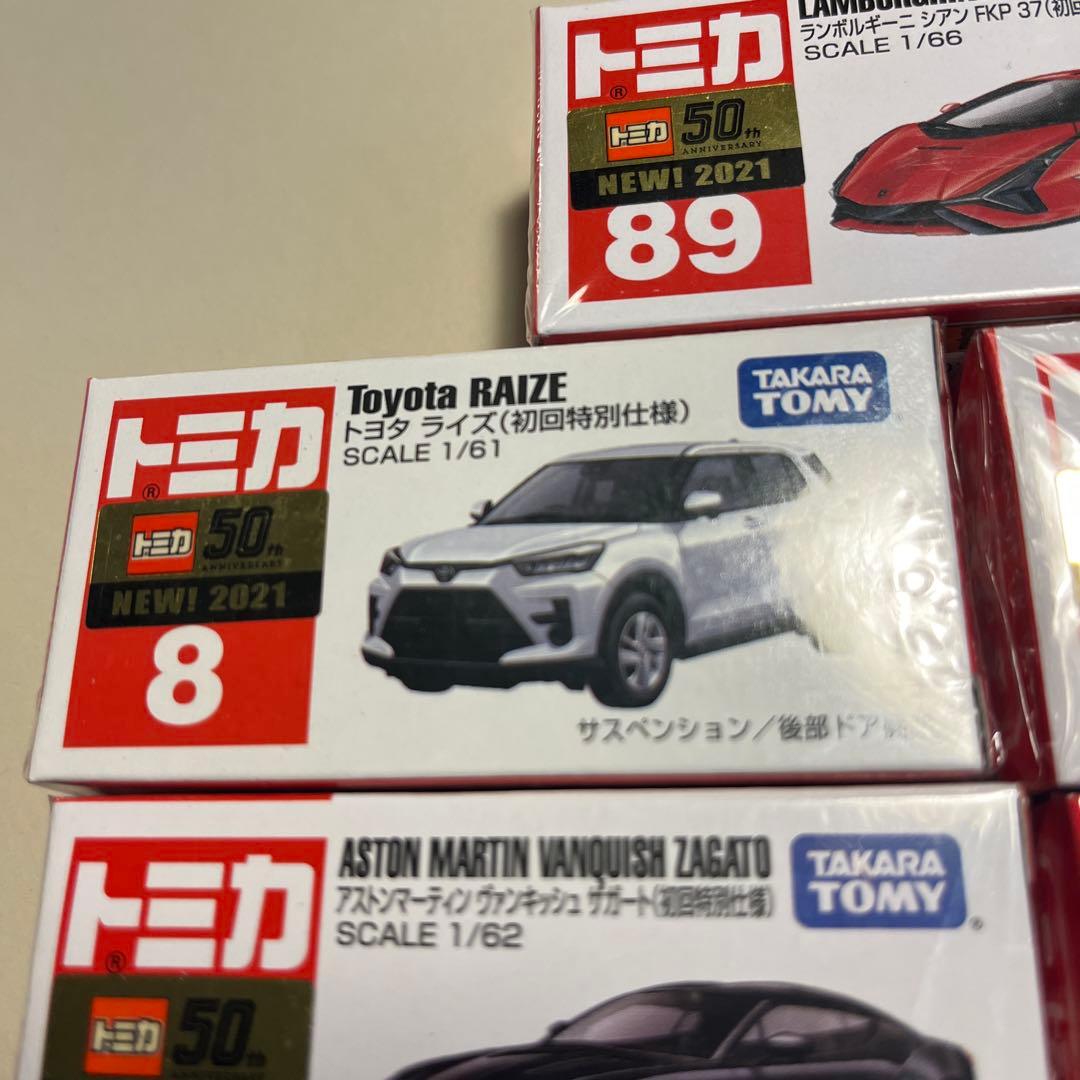 LAMBORGHINI
ランボルギーニ シアン FKP 37(初回
SCALE 1/66
トミカ
®
トミカ 50th
ANNIVERSARY
NEW! 2021
89
Toyota RAIZE
トヨタ ライズ(初回特別仕様)
SCALE 1/61
TAKARA
TOMY
トミカ
®
トミカ 50th
ANNIVERSARY
NEW! 2021
8
サスペンション/後部ドア
ASTON MARTIN VANQUISH ZAGATO
アストンマーティン ヴァンキッシュ ザガート(初回特別仕様)
SCALE 1/62
TAKARA
TOMY
®
トミカ
®
トミカ 50th